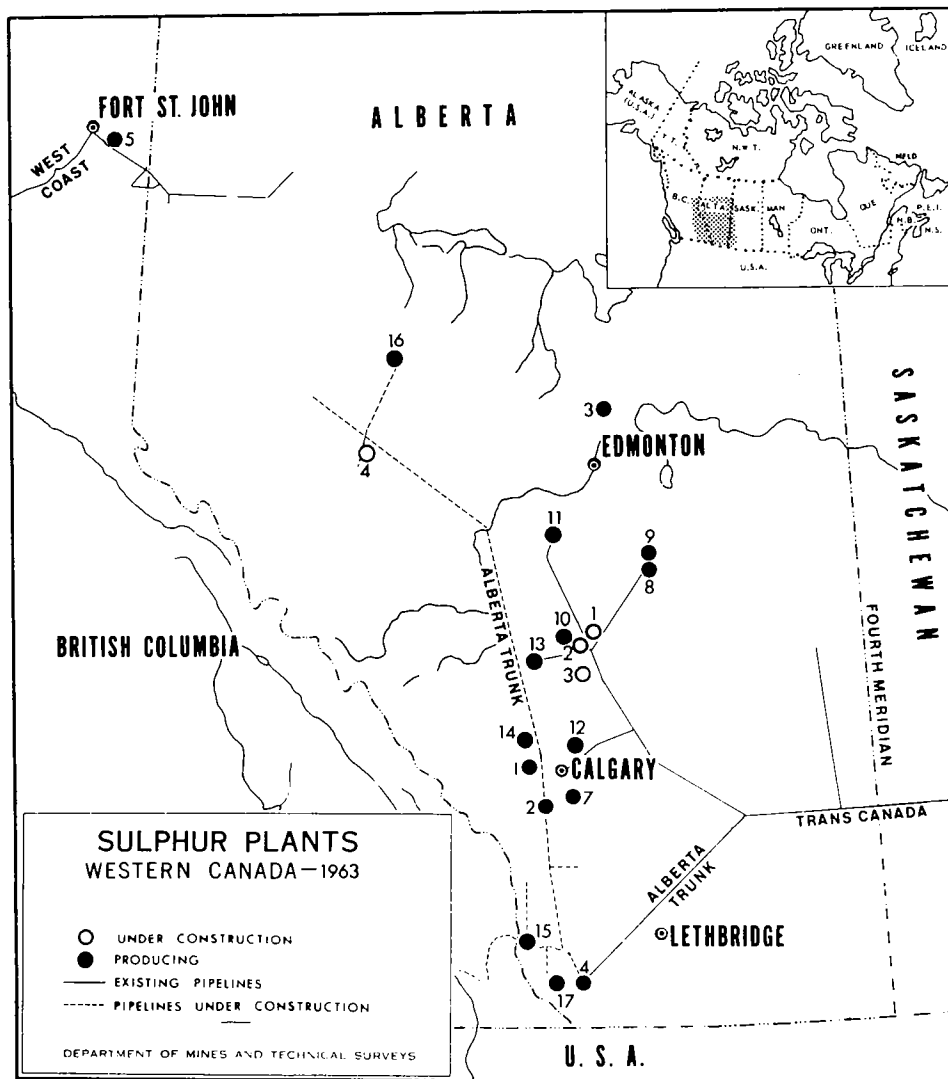 FORT ST. JOHN
ALBERTA
5
WEST
COAST
GREENLAND
ICELAND
ALASKA
(U.S.A.)
Y.T.
N.W.T.
NFLD
B.C.
ALTA.
SASK.
MAN
ONT.
QUE
P.E.I.
N.B.
N.S.
U.S.A.
16
3
EDMONTON
4
SASKATCHEWAN
11
9
8
ALBERTA
TRUNK
10
1
2
13
3
BRITISH COLUMBIA
FOURTH MERIDIAN
14
12
1
CALGARY
2
7
TRANS CANADA
ALBERTA
TRUNK
15
LETHBRIDGE
4
17
U.S.A.
SULPHUR PLANTS
WESTERN CANADA—1963
UNDER CONSTRUCTION
PRODUCING
EXISTING PIPELINES
PIPELINES UNDER CONSTRUCTION
DEPARTMENT OF MINES AND TECHNICAL SURVEYS